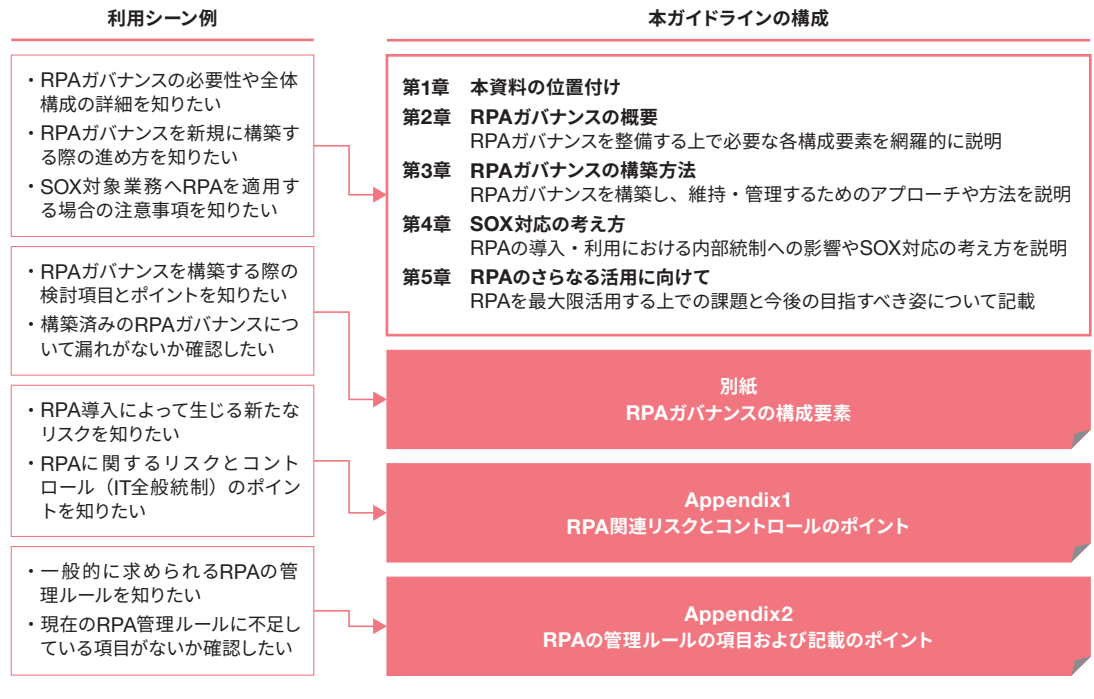 利用シーン例
・RPAガバナンスの必要性や全体
構成の詳細を知りたい
・RPAガバナンスを新規に構築す
る際の進め方を知りたい
・SOX対象業務へRPAを適用す
る場合の注意事項を知りたい
・RPAガバナンスを構築する際の
検討項目とポイントを知りたい
・構築済みのRPAガバナンスにつ
いて漏れがないか確認したい
・RPA導入によって生じる新たな
リスクを知りたい
・RPAに関するリスクとコント
ロール（IT全般統制）のポイン
トを知りたい
・一般的に求められるRPAの管
理ルールを知りたい
・現在のRPA管理ルールに不足し
ている項目がないか確認したい
本ガイドラインの構成
第1章 本資料の位置付け
第2章 RPAガバナンスの概要
RPAガバナンスを整備する上で必要な各構成要素を網羅的に説明
第3章 RPAガバナンスの構築方法
RPAガバナンスを構築し、維持・管理するためのアプローチや方法を説明
第4章 SOX対応の考え方
RPAの導入・利用における内部統制への影響やSOX対応の考え方を説明
第5章 RPAのさらなる活用に向けて
RPAを最大限活用する上での課題と今後の目指すべき姿について記載
別紙
RPAガバナンスの構成要素
Appendix1
RPA関連リスクとコントロールのポイント
Appendix2
RPAの管理ルールの項目および記載のポイント